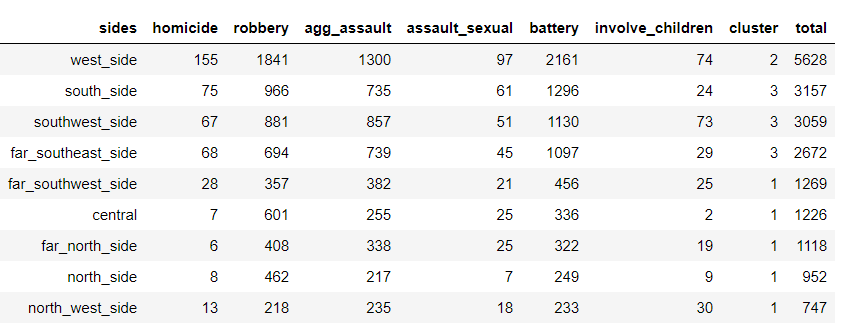 sides homicide robbery agg_assault assault_sexual battery involve_children cluster total
west_side 155 1841 1300 97 2161 74 2 5628
south_side 75 966 735 61 1296 24 3 3157
southwest_side 67 881 857 51 1130 73 3 3059
far_southeast_side 68 694 739 45 1097 29 3 2672
far_southwest_side 28 357 382 21 456 25 1 1269
central 7 601 255 25 336 2 1 1226
far_north_side 6 408 338 25 322 19 1 1118
north_side 8 462 217 7 249 9 1 952
north_west_side 13 218 235 18 233 30 1 747